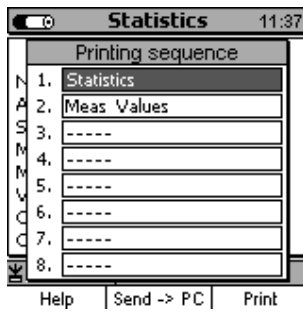 Statistics 11:37
Printing sequence
1. Statistics
2. Meas Values
3. -----
4. -----
5. -----
6. -----
7. -----
8. -----
Help Send -> PC Print